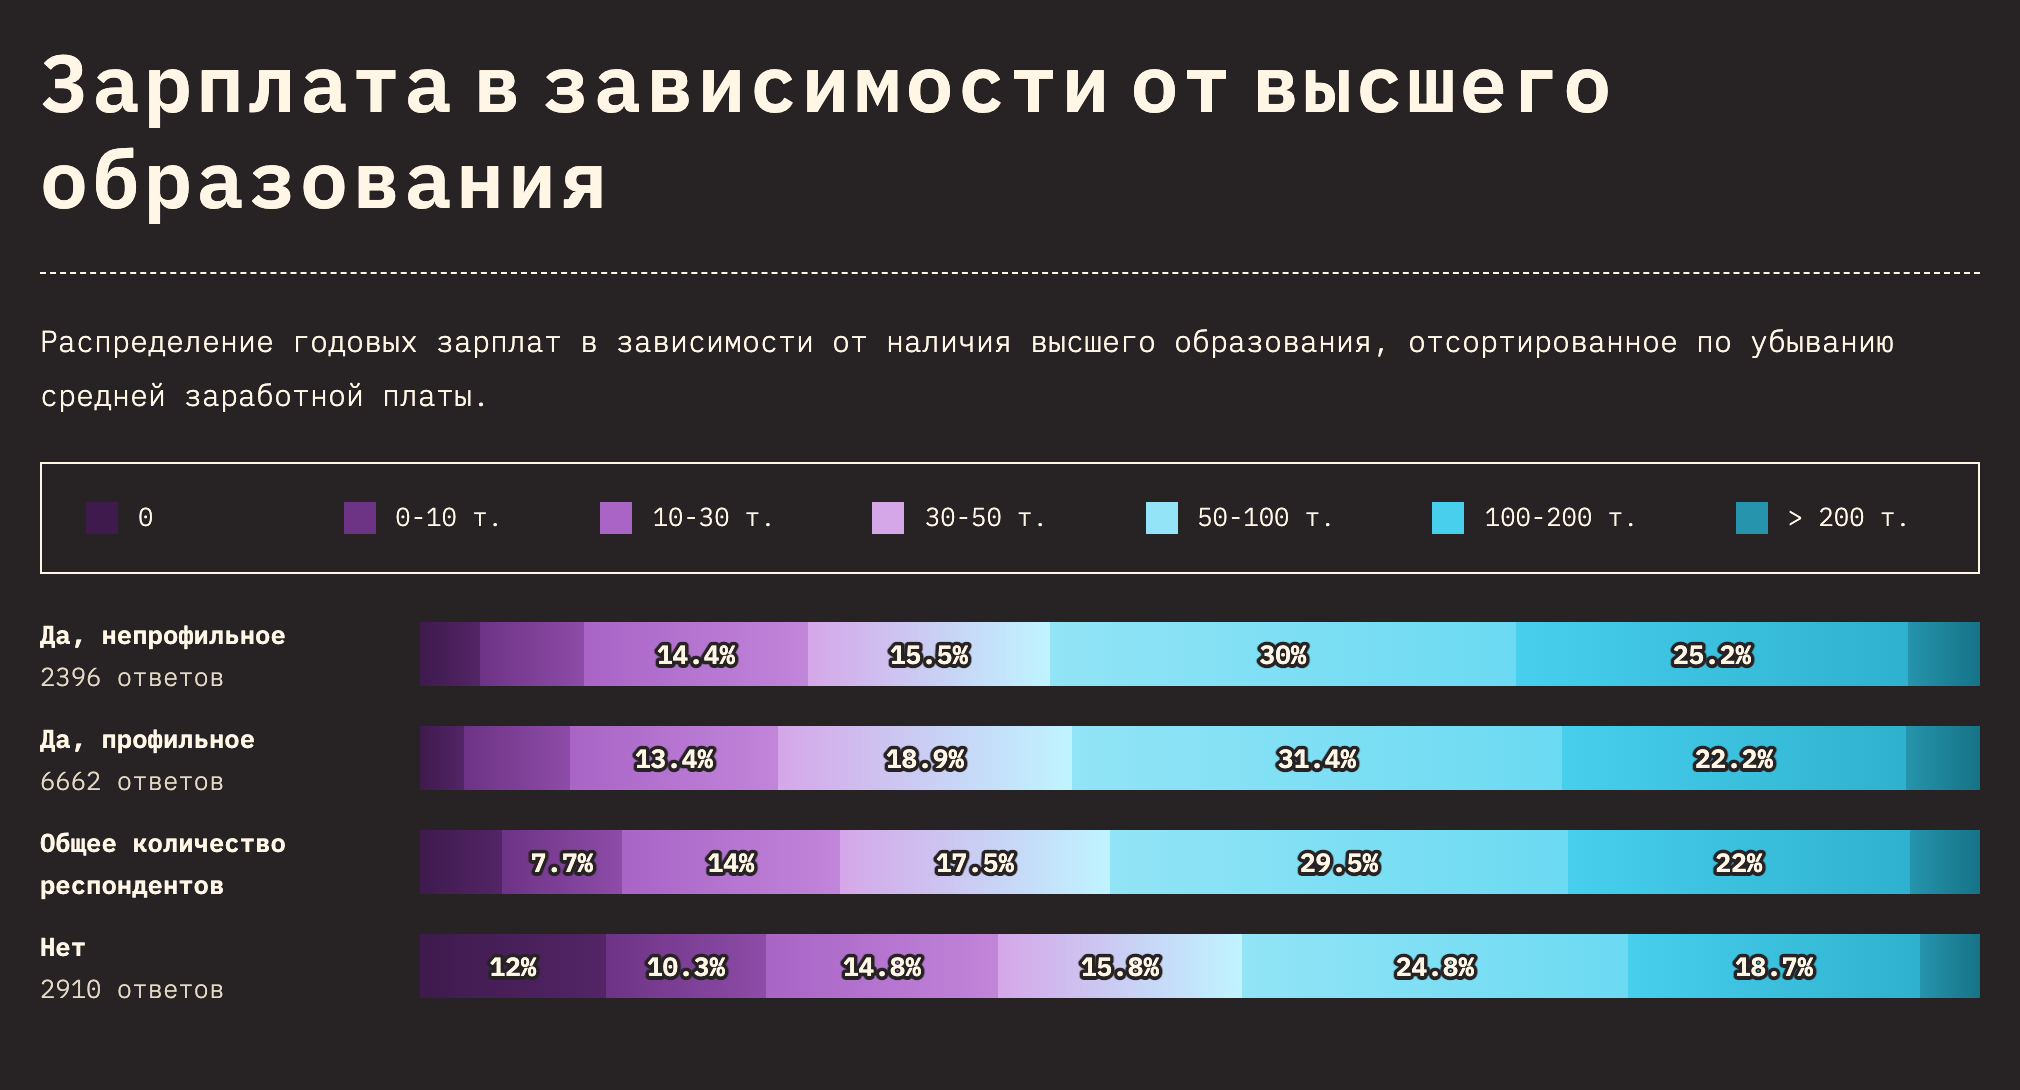 Зарплата в зависимости от высшего
образования
Распределение годовых зарплат в зависимости от наличия высшего образования, отсортированное по убыванию
средней заработной платы.
0 0-10 т. 10-30 т. 30-50 т. 50-100 т. 100-200 т. > 200 т.
Да, непрофильное
2396 ответов
14.4% 15.5% 30% 25.2%
Да, профильное
6662 ответов
13.4% 18.9% 31.4% 22.2%
Общее количество
респондентов
7.7% 14% 17.5% 29.5% 22%
Нет
2910 ответов
12% 10.3% 14.8% 15.8% 24.8% 18.7%